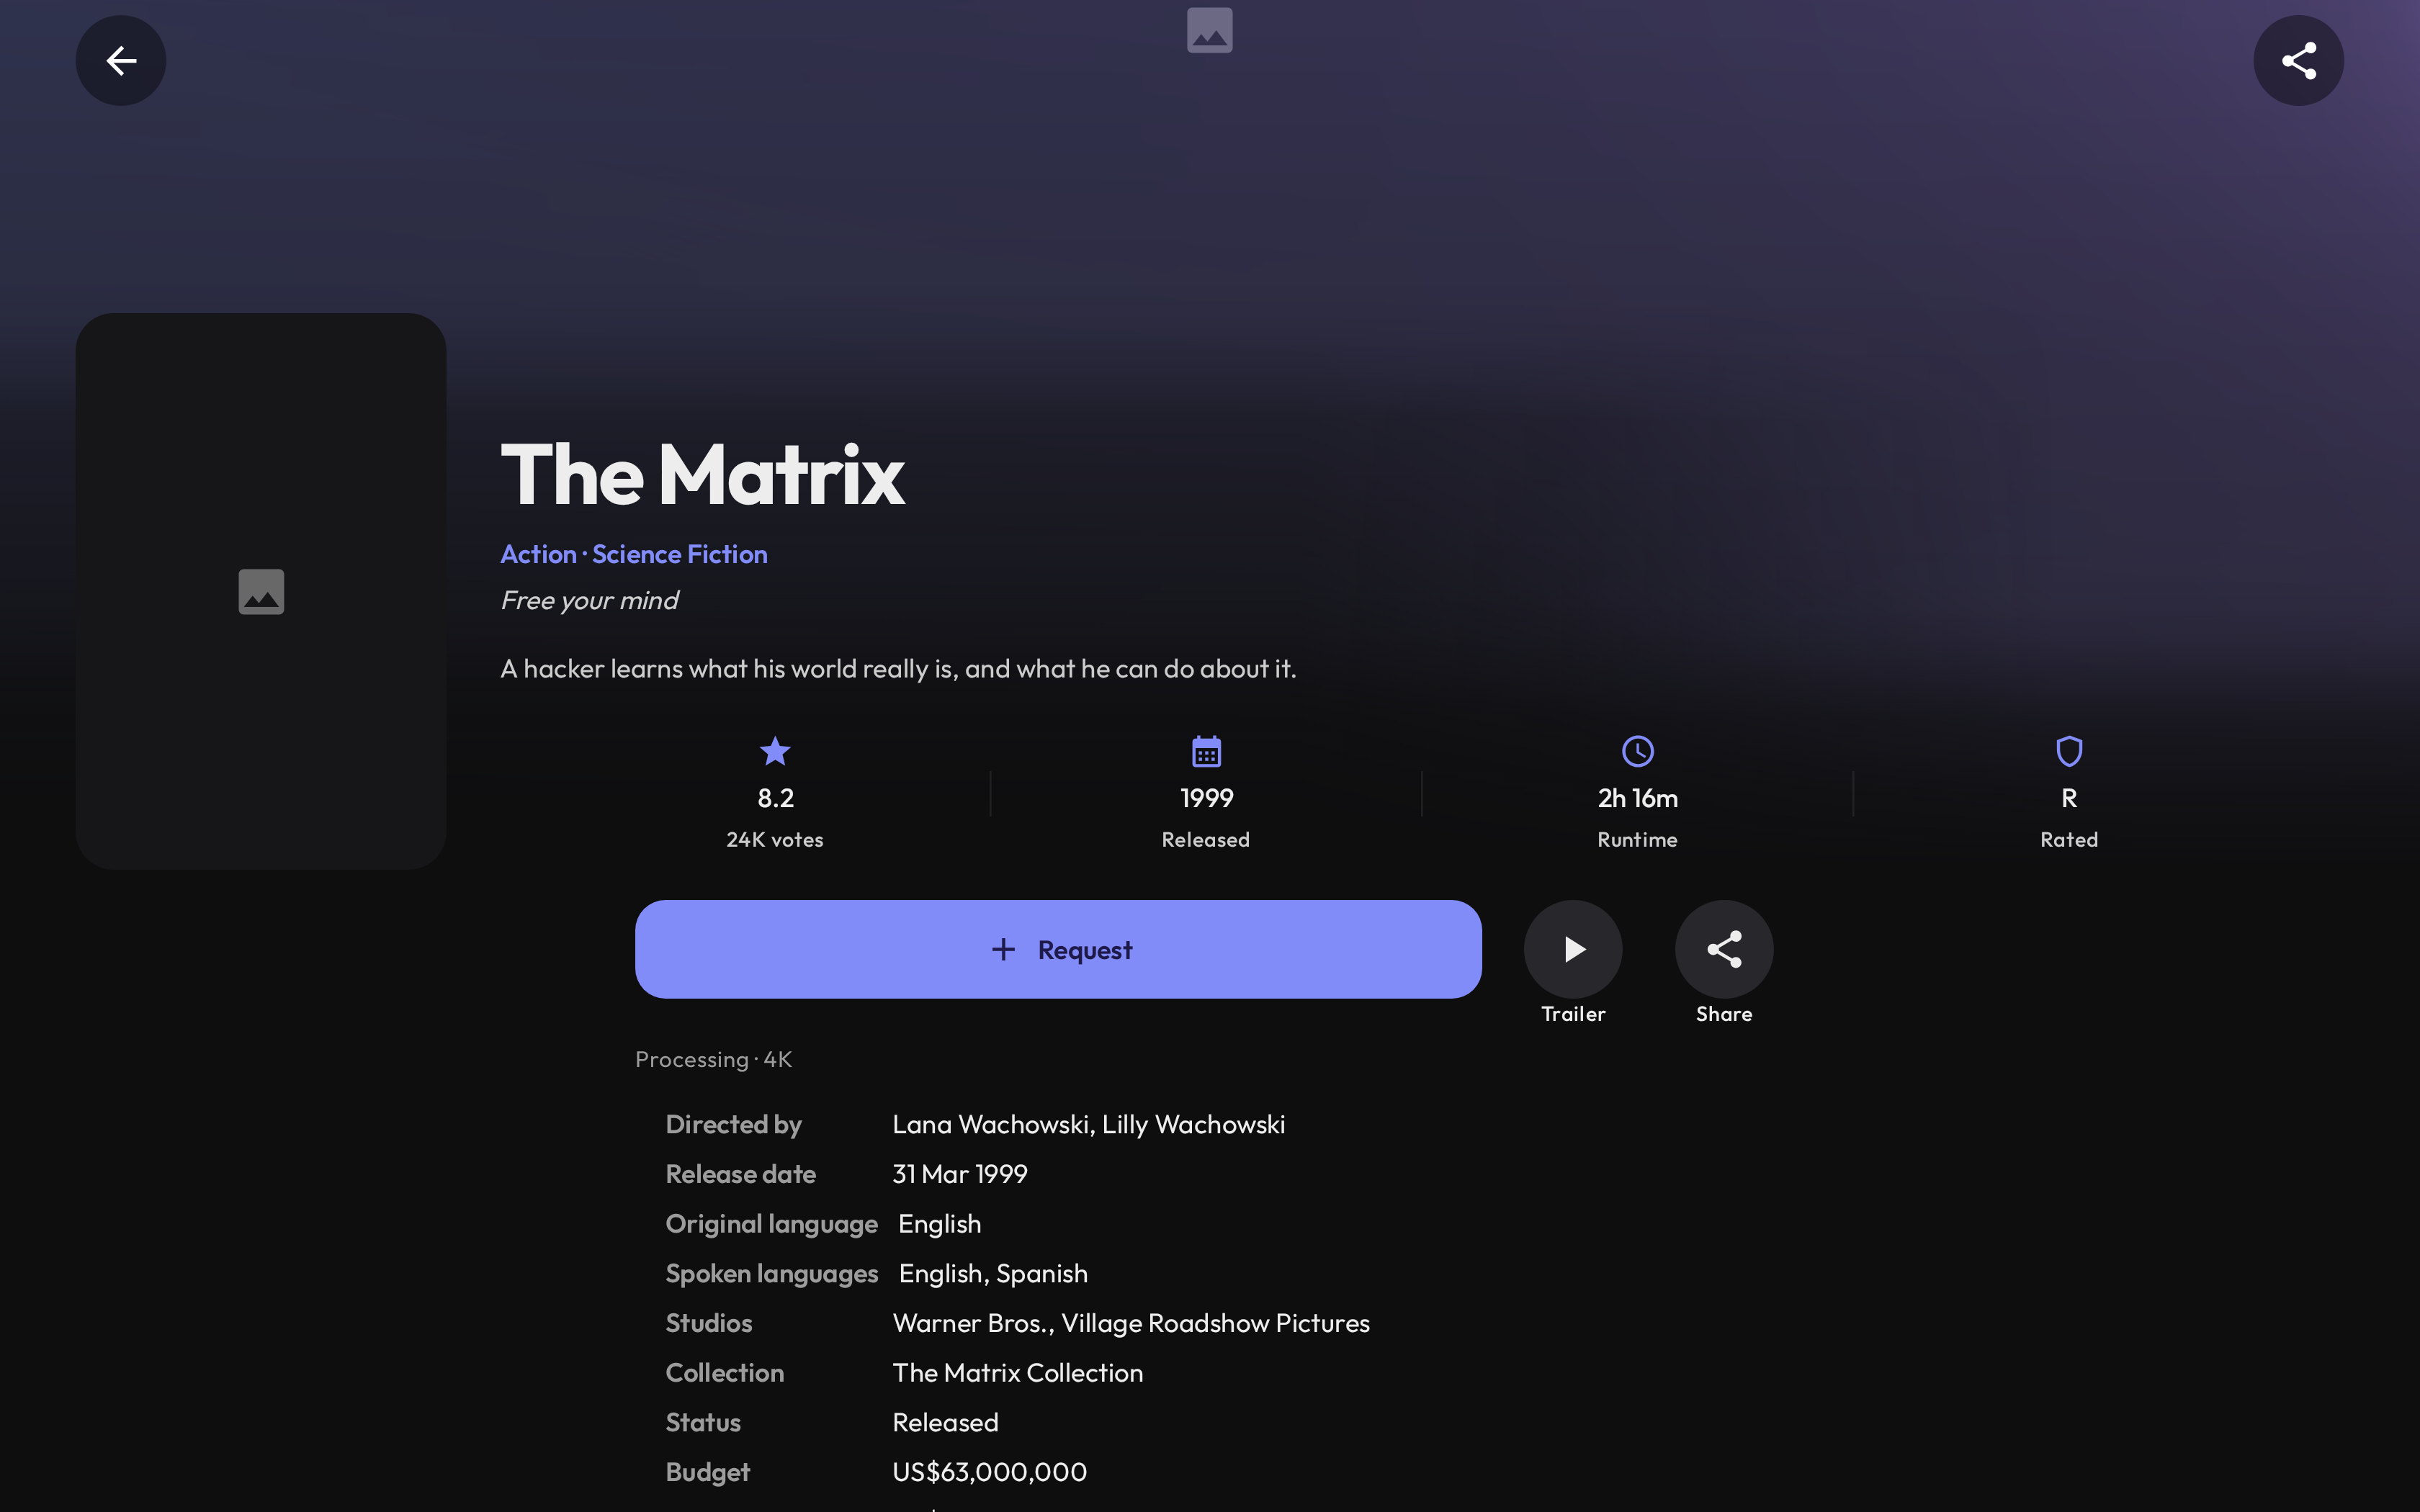 The Matrix
Action · Science Fiction
Free your mind
A hacker learns what his world really is, and what he can do about it.
8.2
24K votes
1999
Released
2h 16m
Runtime
R
Rated
Request
Trailer
Share
Processing · 4K
Directed by Lana Wachowski, Lilly Wachowski
Release date 31 Mar 1999
Original language English
Spoken languages English, Spanish
Studios Warner Bros., Village Roadshow Pictures
Collection The Matrix Collection
Status Released
Budget US$63,000,000